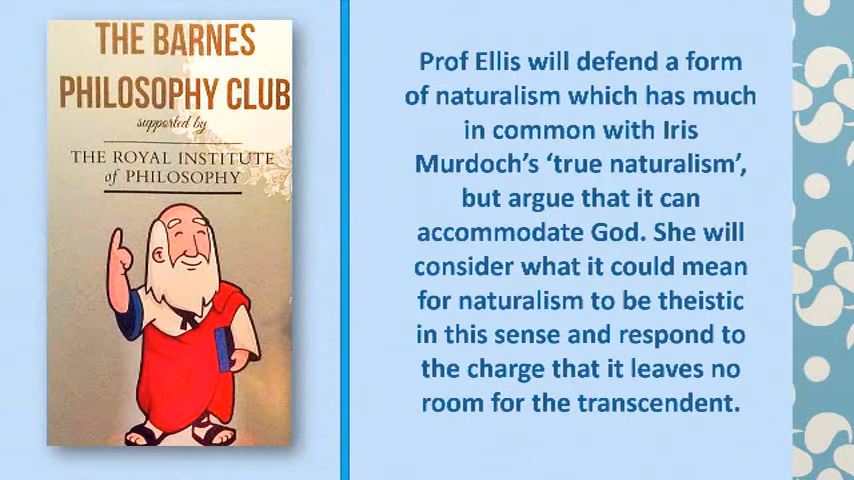 THE BARNES
PHILOSOPHY CLUB
supported by
THE ROYAL INSTITUTE
of PHILOSOPHY
Prof Ellis will defend a form
of naturalism which has much
in common with Iris
Murdoch's ‘true naturalism’,
but argue that it can
accommodate God. She will
consider what it could mean
for naturalism to be theistic
in this sense and respond to
the charge that it leaves no
room for the transcendent.